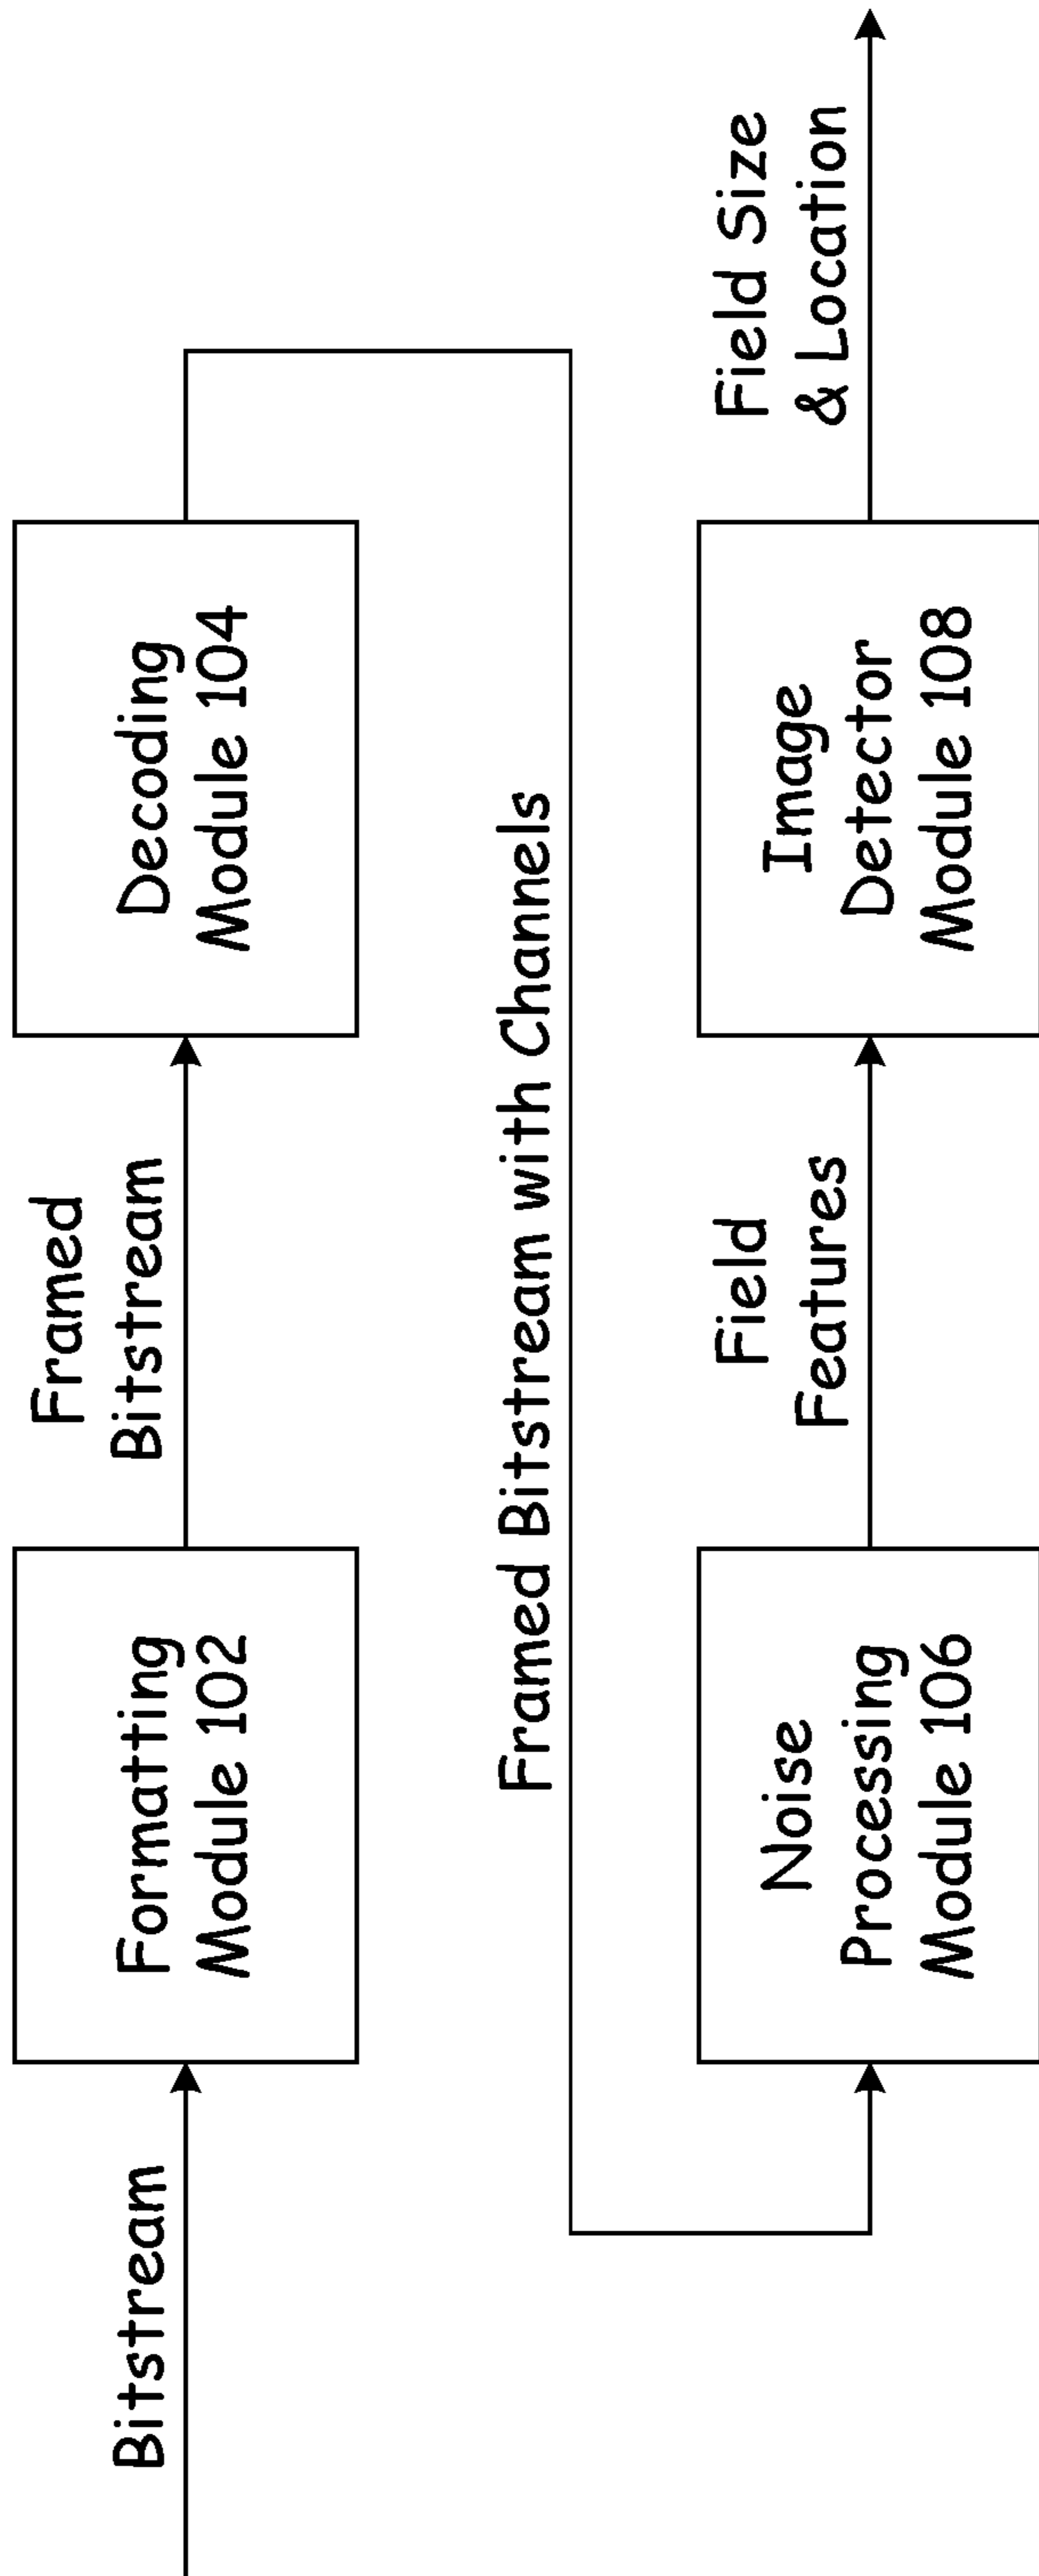 Bitstream
Formatting
Module 102
Framed
Bitstream
Decoding
Module 104
Framed Bitstream with Channels
Noise
Processing
Module 106
Field
Features
Image
Detector
Module 108
Field Size
& Location